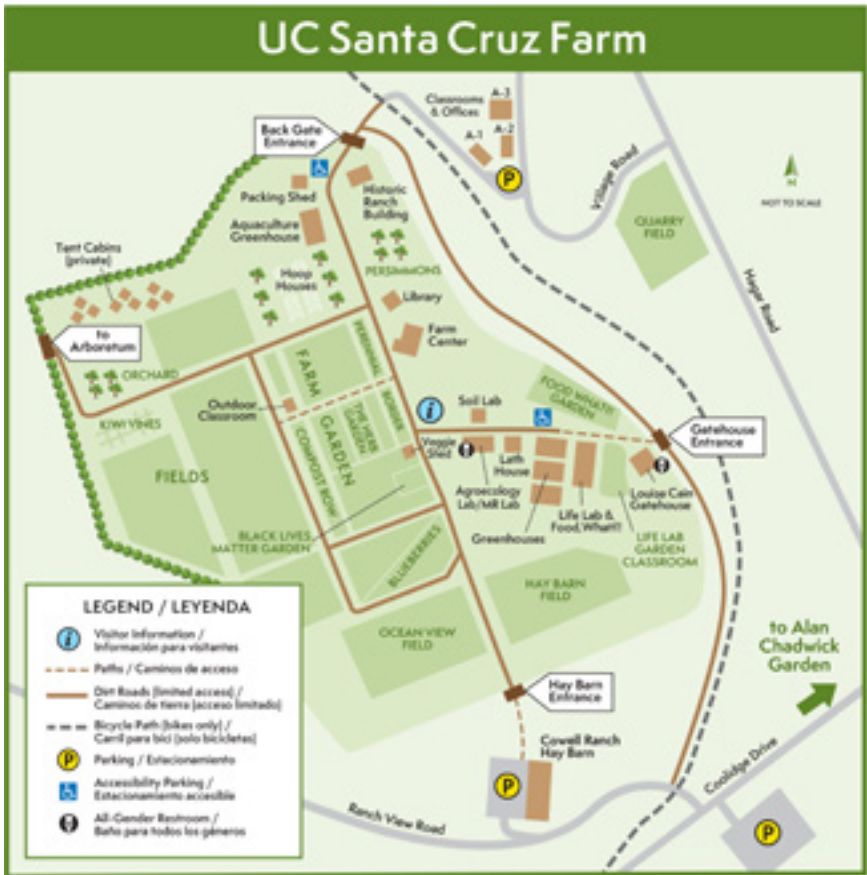 UC Santa Cruz Farm
Classrooms
& Offices
A-3
A-1
A-2
Back Gate
Entrance
Village Road
N
NOT TO SCALE
Packing Shed
Historic
Ranch
Building
QUARRY
FIELD
Aquaculture
Greenhouse
Tent Cabins
(private)
Hoop
Houses
PERSIMMONS
Hagar Road
Library
to
Arboretum
Farm
Center
ORCHARD
FARM
GARDEN
PERENNIAL
BORDER
Outdoor
Classroom
THE HERB
GARDEN
COMPOST ROW
KIWI VINES
Soil Lab
FOOD WHAT?!
GARDEN
Gatehouse
Entrance
FIELDS
Veggie
Shed
Lath
House
Agroecology
Lab/MR Lab
Louise Cain
Gatehouse
Life Lab &
Food, What?!
Greenhouses
BLACK LIVES
MATTER GARDEN
LIFE LAB
GARDEN
CLASSROOM
BLUEBERRIES
HAY BARN
FIELD
OCEAN VIEW
FIELD
to Alan
Chadwick
Garden
Hay Barn
Entrance
Cowell Ranch
Hay Barn
Coolidge Drive
Ranch View Road
P
P
P
LEGEND / LEYENDA
i
Visitor Information /
Información para visitantes
Paths / Caminos de acceso
Dirt Roads (limited access) /
Caminos de tierra (acceso limitado)
Bicycle Path (bikes only) /
Carril para bici (solo bicicletas)
P
Parking / Estacionamiento
Accessibility Parking /
Estacionamiento accesible
All-Gender Restroom /
Baño para todos los géneros